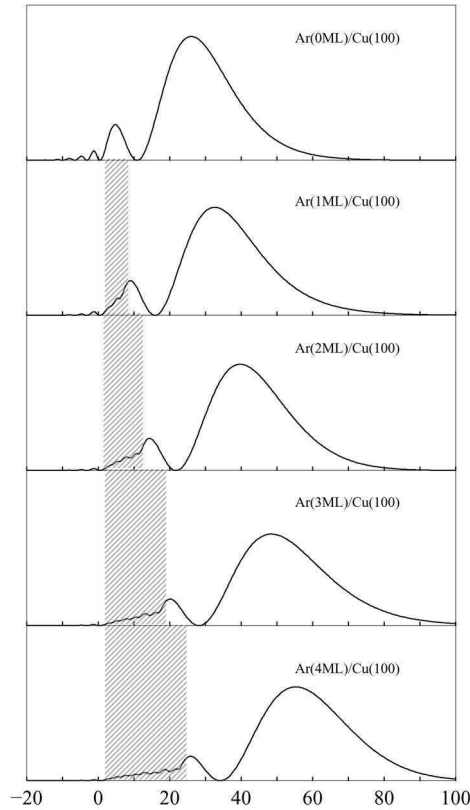 Ar(0ML)/Cu(100)
Ar(1ML)/Cu(100)
Ar(2ML)/Cu(100)
Ar(3ML)/Cu(100)
Ar(4ML)/Cu(100)
−20 0 20 40 60 80 100